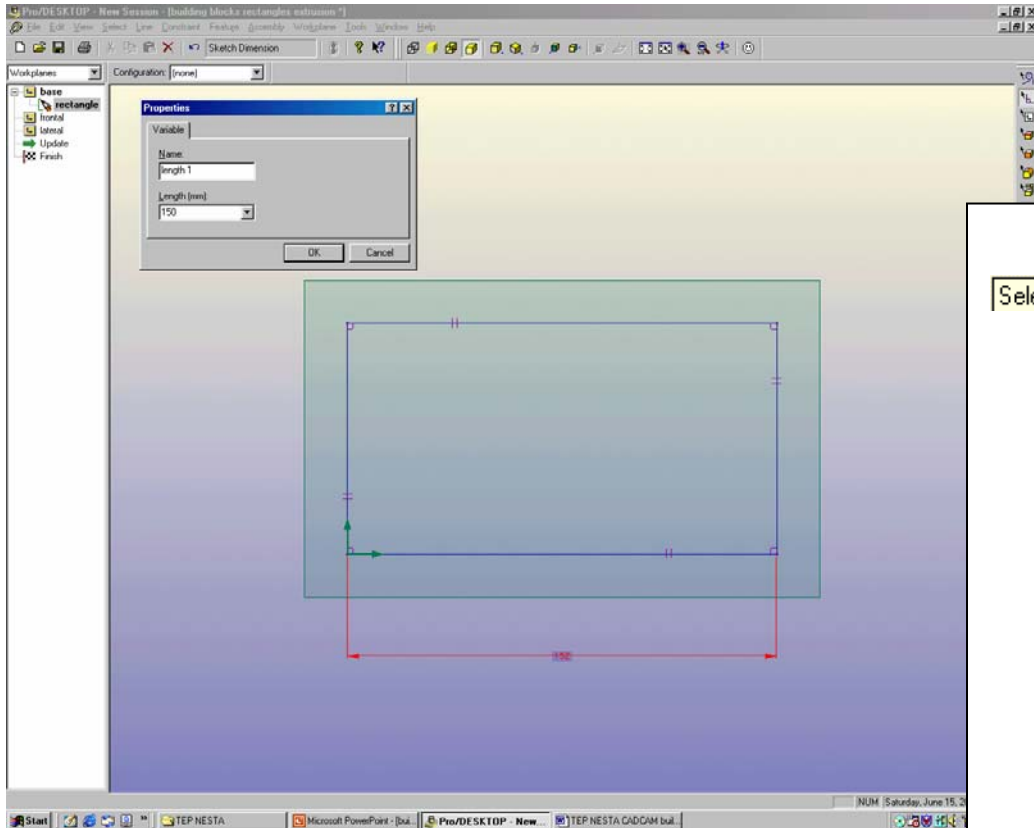 Pro/DESKTOP - New Session - [building blocks rectangles extrusion *]
File Edit View Select Line Constraint Feature Assembly Workplane Tools Window Help
Sketch Dimension
Workplanes
Configuration: (none)
base
rectangle
frontal
lateral
Update
Finish
Properties
Variable
Name:
length 1
Length (mm)
150
OK Cancel
Sele
NUM Saturday, June 15, 2
Start TEP NESTA Microsoft PowerPoint - [bui... Pro/DESKTOP - New... TEP NESTA CADCAM buil...